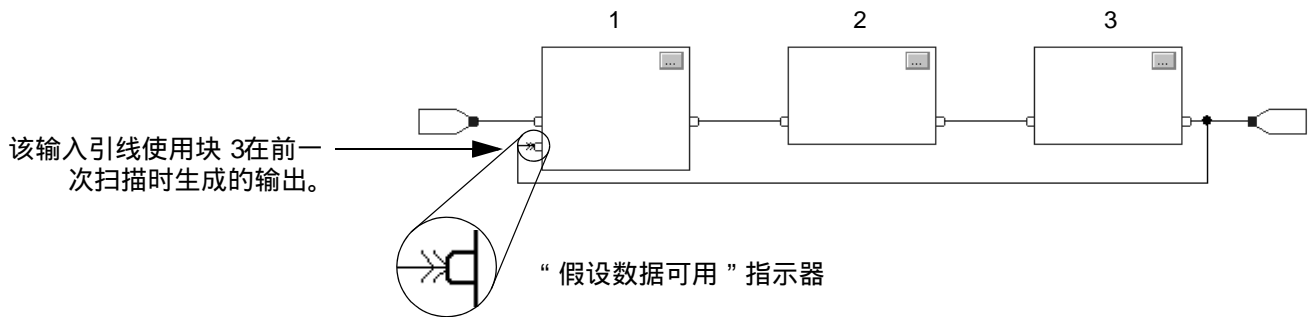 1 2 3
...
...
...
该输入引线使用块 3在前一
次扫描时生成的输出。
“ 假设数据可用 ” 指示器